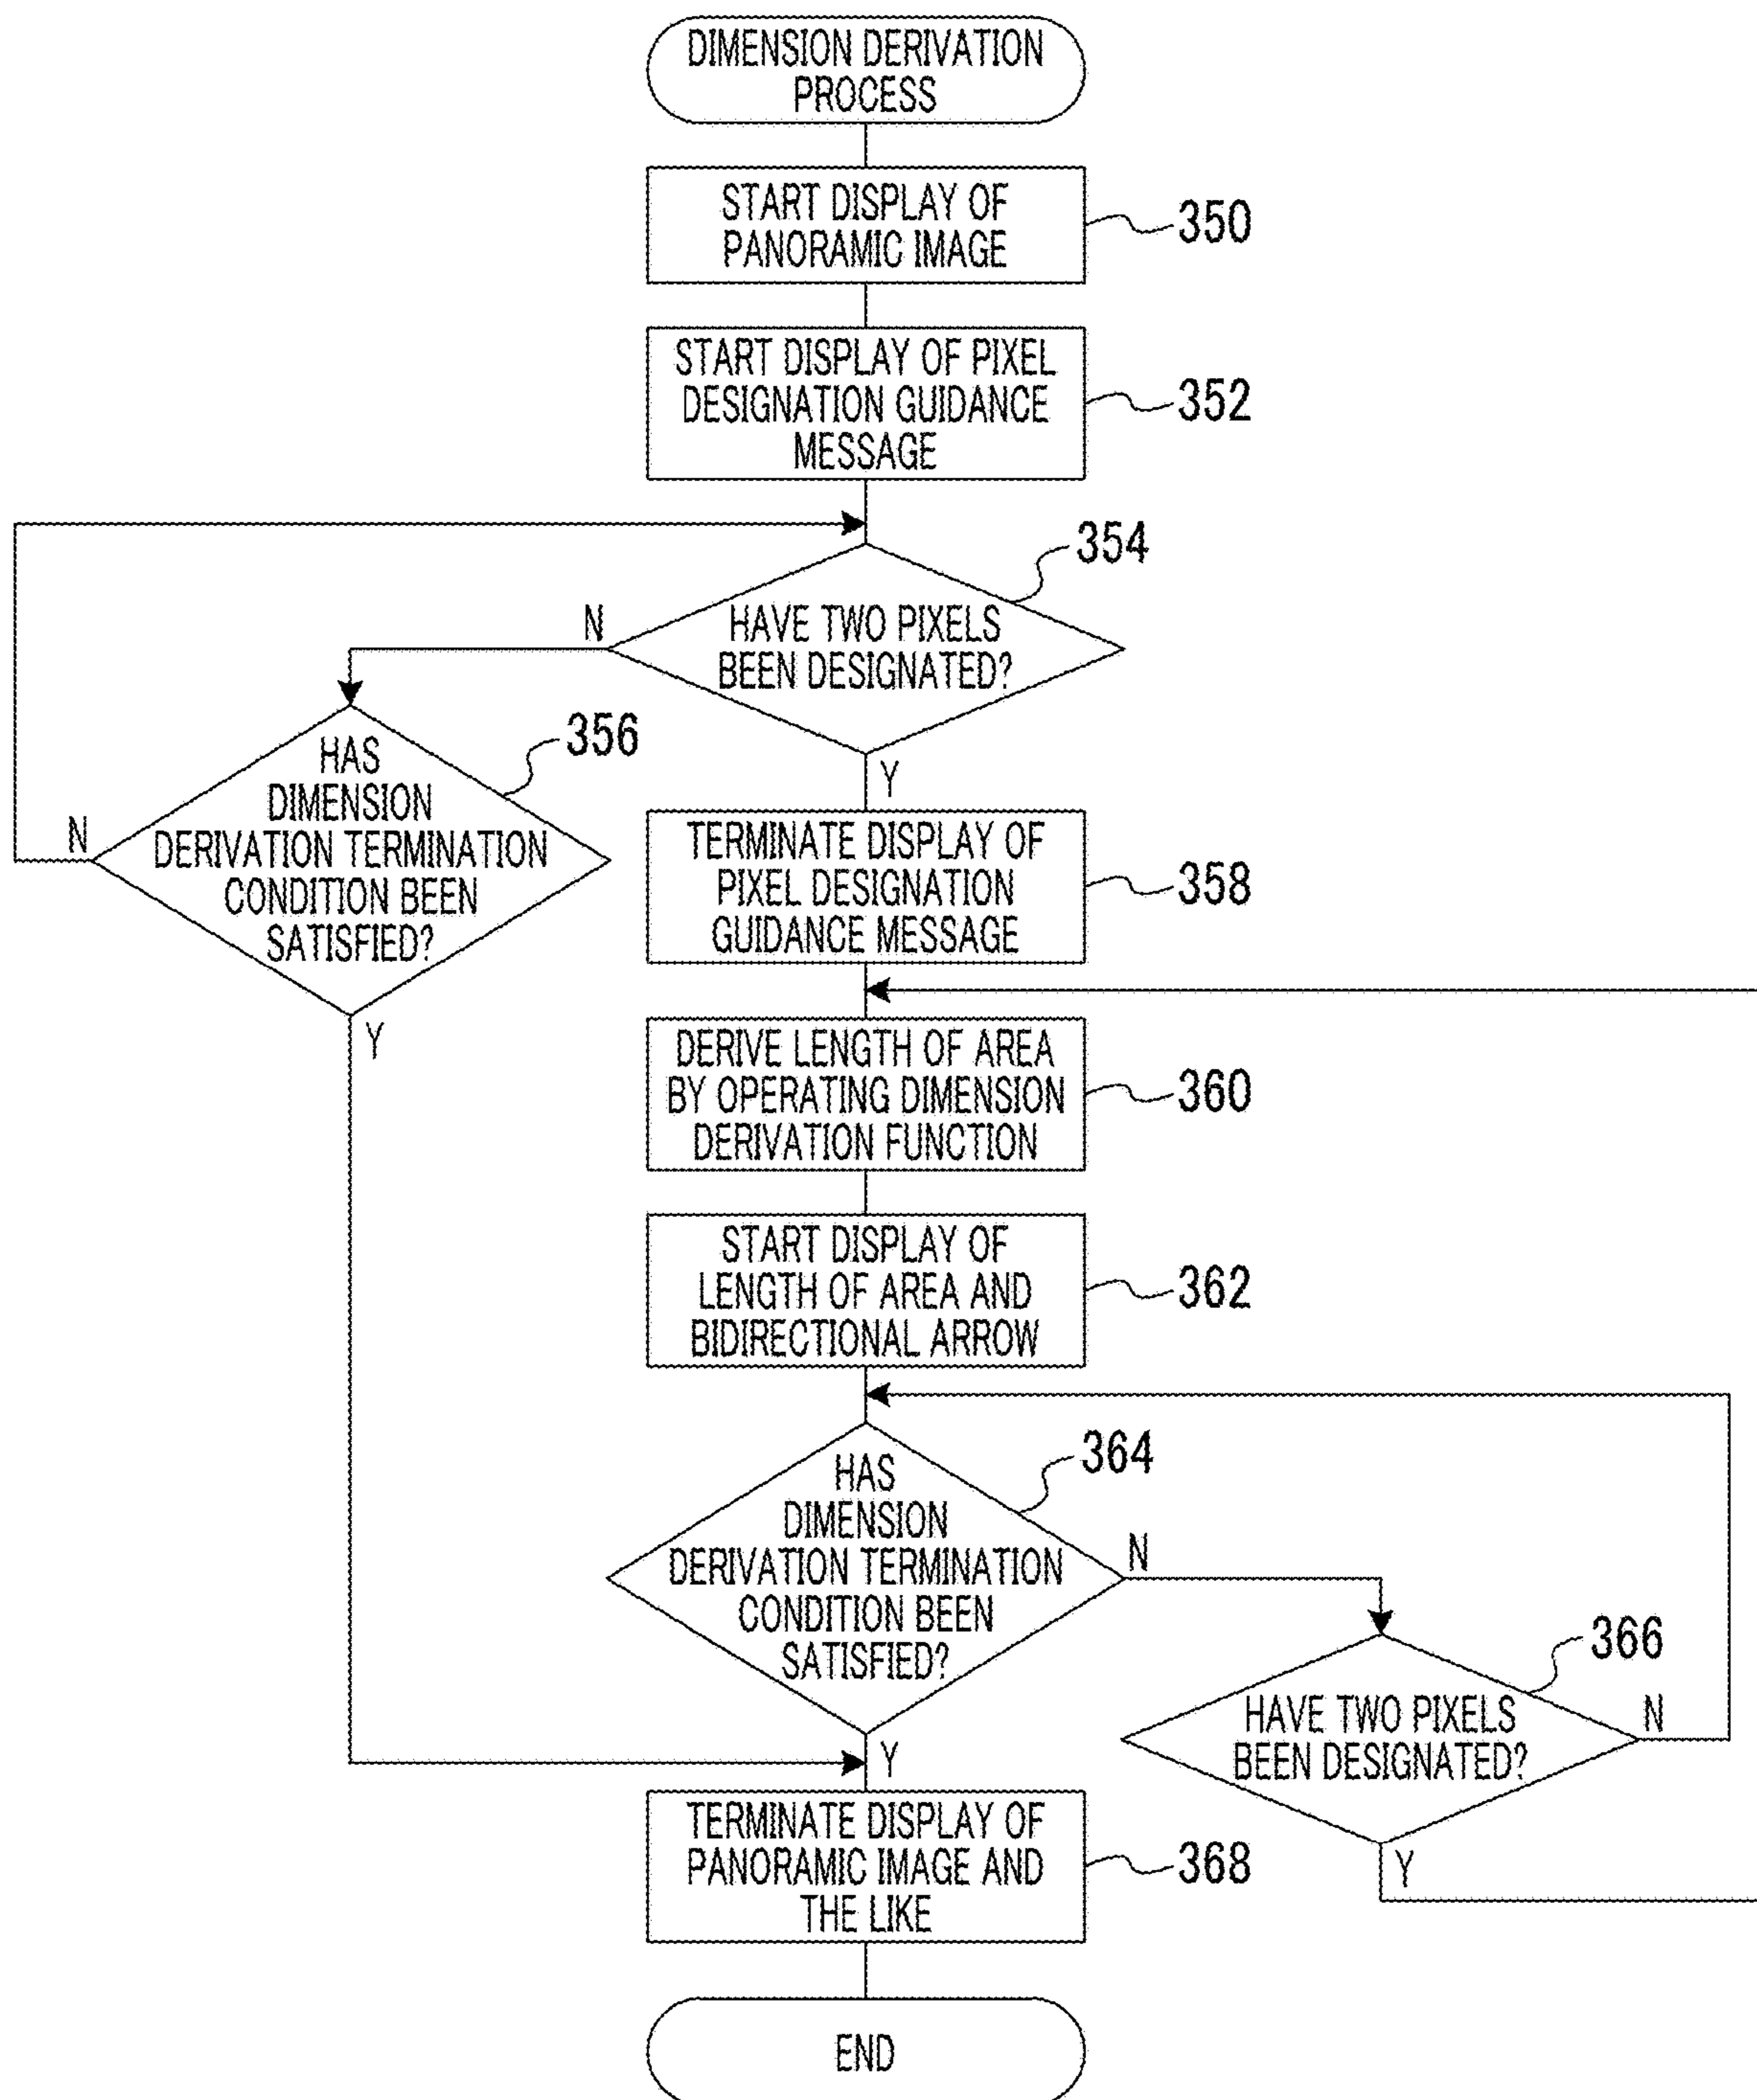 DIMENSION DERIVATION
PROCESS
START DISPLAY OF
PANORAMIC IMAGE
350
START DISPLAY OF PIXEL
DESIGNATION GUIDANCE
MESSAGE
352
354
HAVE TWO PIXELS
BEEN DESIGNATED?
N
Y
356
HAS
DIMENSION
DERIVATION TERMINATION
CONDITION BEEN
SATISFIED?
N
Y
TERMINATE DISPLAY OF
PIXEL DESIGNATION
GUIDANCE MESSAGE
358
DERIVE LENGTH OF AREA
BY OPERATING DIMENSION
DERIVATION FUNCTION
360
START DISPLAY OF
LENGTH OF AREA AND
BIDIRECTIONAL ARROW
362
364
HAS
DIMENSION
DERIVATION TERMINATION
CONDITION BEEN
SATISFIED?
N
Y
366
HAVE TWO PIXELS
BEEN DESIGNATED?
N
Y
TERMINATE DISPLAY OF
PANORAMIC IMAGE AND
THE LIKE
368
END